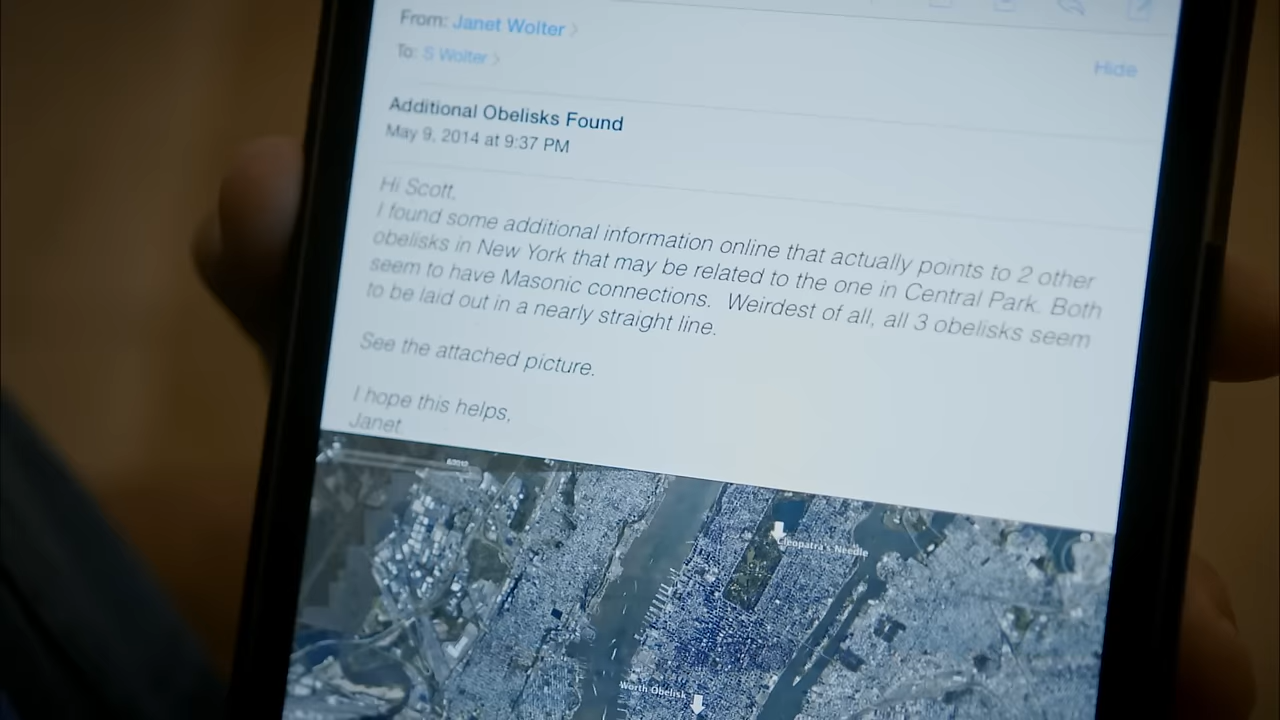 From: Janet Wolter >
To: S Wolter >
Hide
Additional Obelisks Found
May 9, 2014 at 9:37 PM
Hi Scott,
I found some additional information online that actually points to 2 other
obelisks in New York that may be related to the one in Central Park. Both
seem to have Masonic connections. Weirdest of all, all 3 obelisks seem
to be laid out in a nearly straight line.
See the attached picture.
I hope this helps,
Janet
Cleopatra's Needle
Worth Obelisk